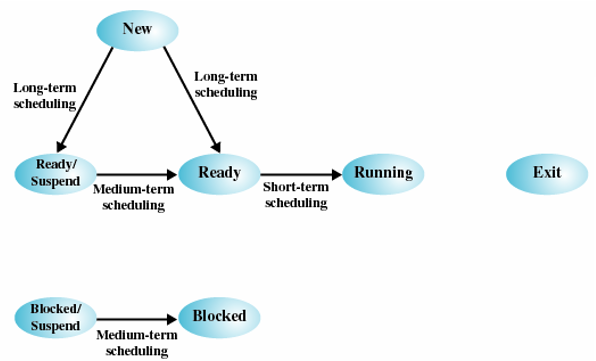 New
Long-term
scheduling
Long-term
scheduling
Ready/
Suspend
Medium-term
scheduling
Ready
Short-term
scheduling
Running
Exit
Blocked/
Suspend
Medium-term
scheduling
Blocked